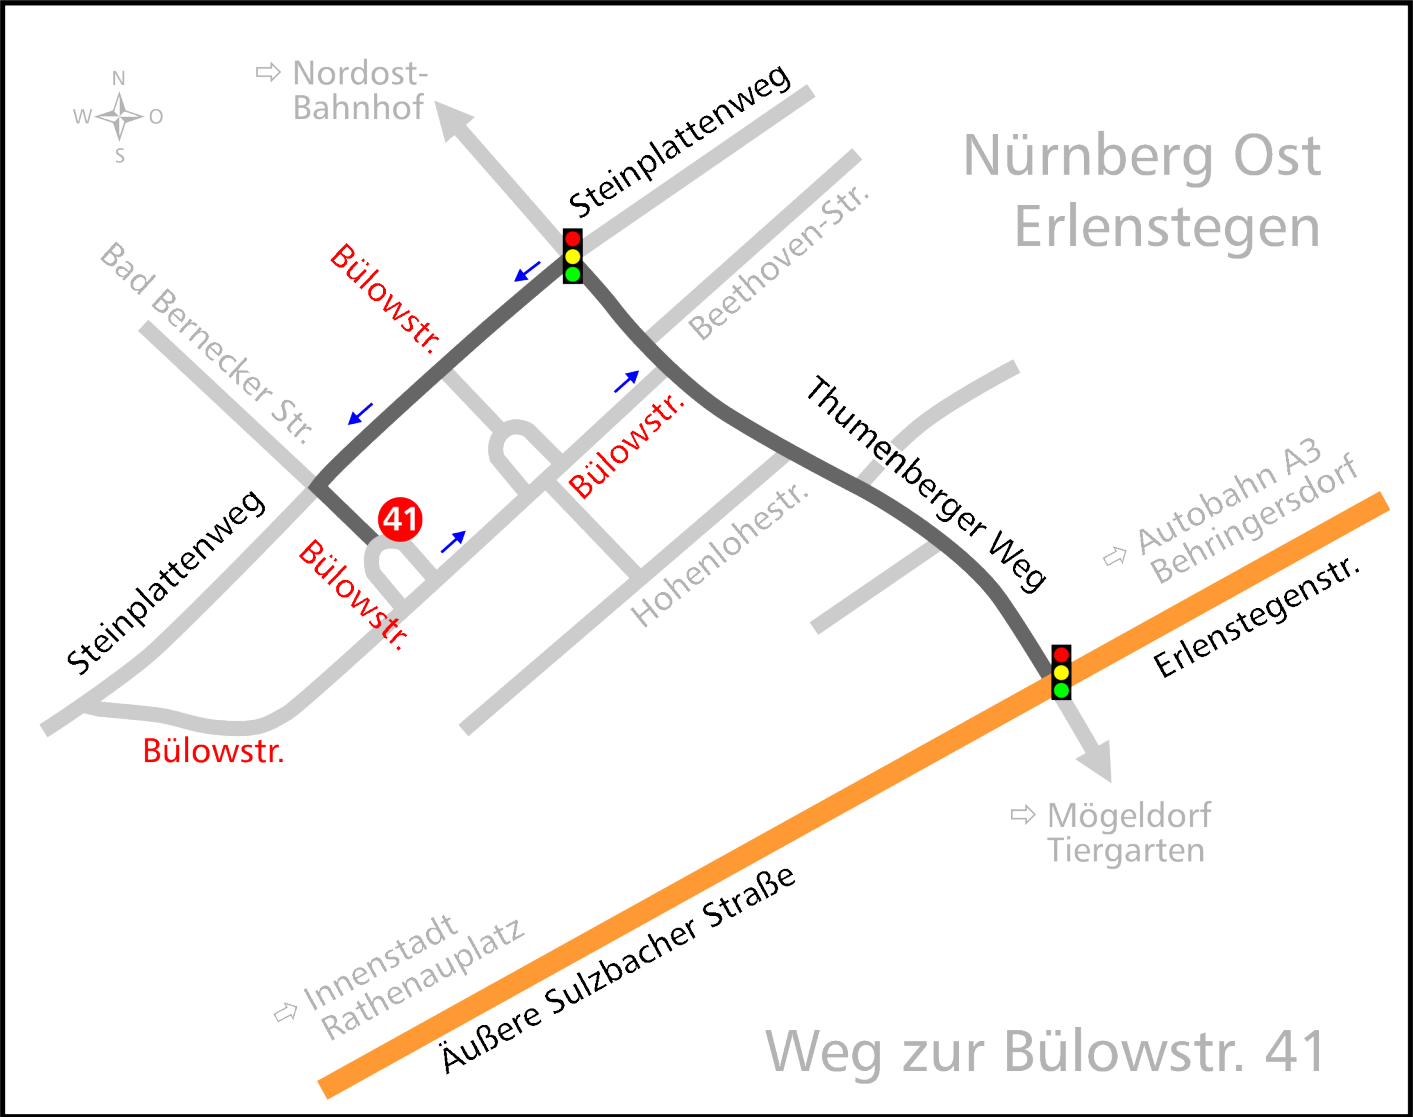 Nordost-
Bahnhof
N
W
O
S
Steinplattenweg
Nürnberg Ost
Erlenstegen
Bad Bernecker Str.
Bülowstr.
Beethoven-Str.
Thumenberger Weg
Bülowstr.
Hohenlohestr.
Autobahn A3
Behringersdorf
41
Steinplattenweg
Bülowstr.
Erlenstegenstr.
Bülowstr.
Mögeldorf
Tiergarten
Innenstadt
Rathenauplatz
Äußere Sulzbacher Straße
Weg zur Bülowstr. 41